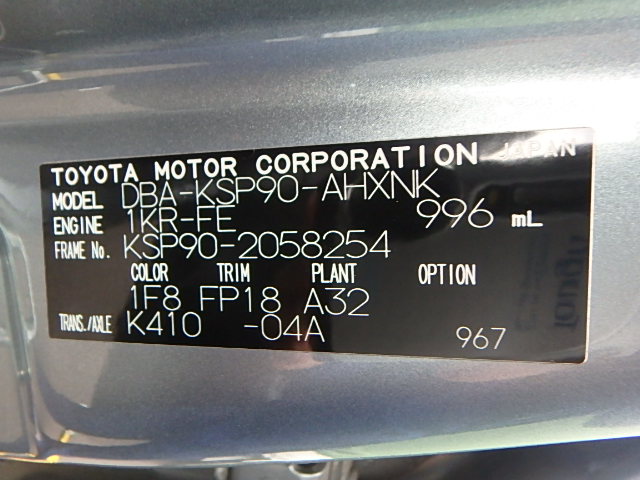 TOYOTA MOTOR CORPORATION JAPAN
MODEL DBA-KSP90-AHXNK
ENGINE 1KR-FE 996 mL
FRAME No. KSP90-2058254
COLOR TRIM PLANT OPTION
1F8 FP18 A32
TRANS./AXLE K410 -04A
967